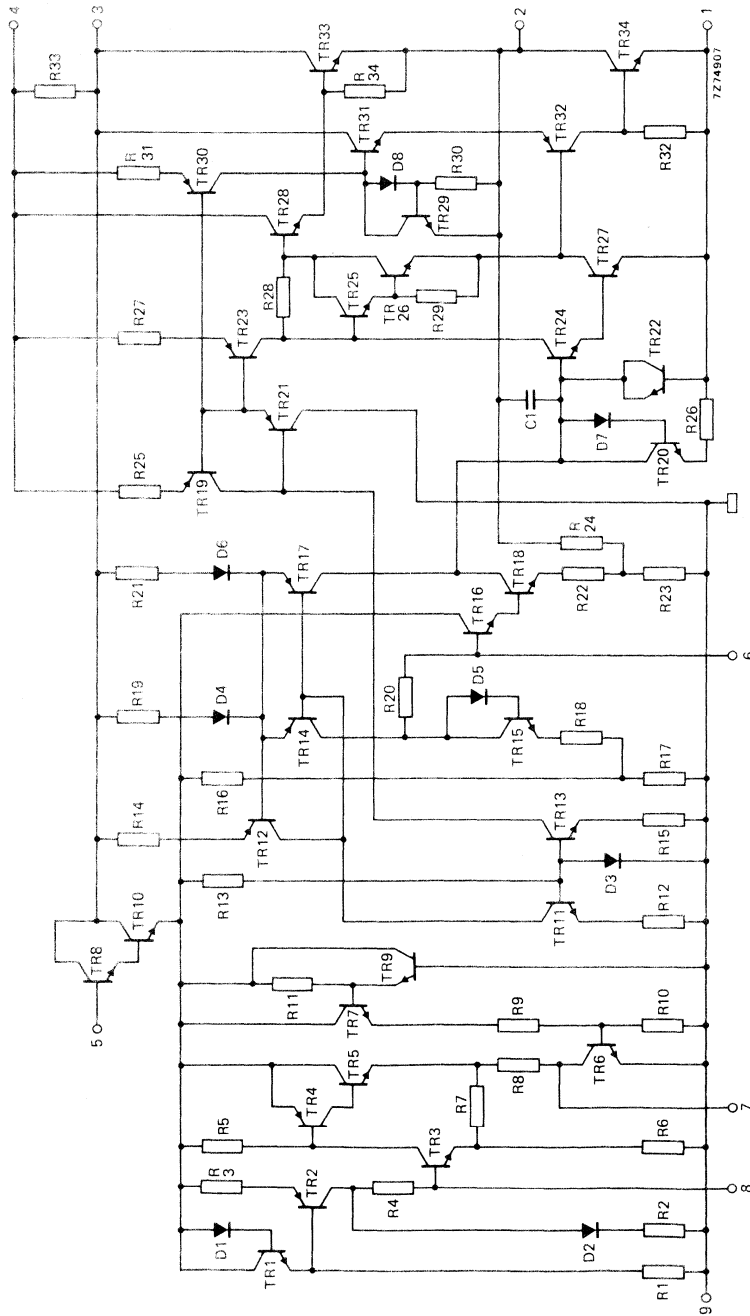 4
3
R33
TR33
R
34
2
TR34
1
7Z74907
R
31
TR30
TR31
D8
R30
TR29
TR32
R32
TR28
R28
TR25
TR
26
R29
TR27
R27
TR23
TR24
TR22
TR21
C1
D7
TR20
R26
R25
TR19
R
24
R21
D6
TR17
TR16
TR18
R22
R23
6
R19
D4
TR14
R20
D5
TR15
R18
R17
R16
R14
TR12
TR13
R15
R13
D3
TR11
R12
TR10
TR8
5
TR9
R11
TR7
R9
R10
TR5
TR4
R8
TR6
7
R5
R7
TR3
R6
R
3
TR2
R4
8
D1
TR1
D2
R2
R1
9